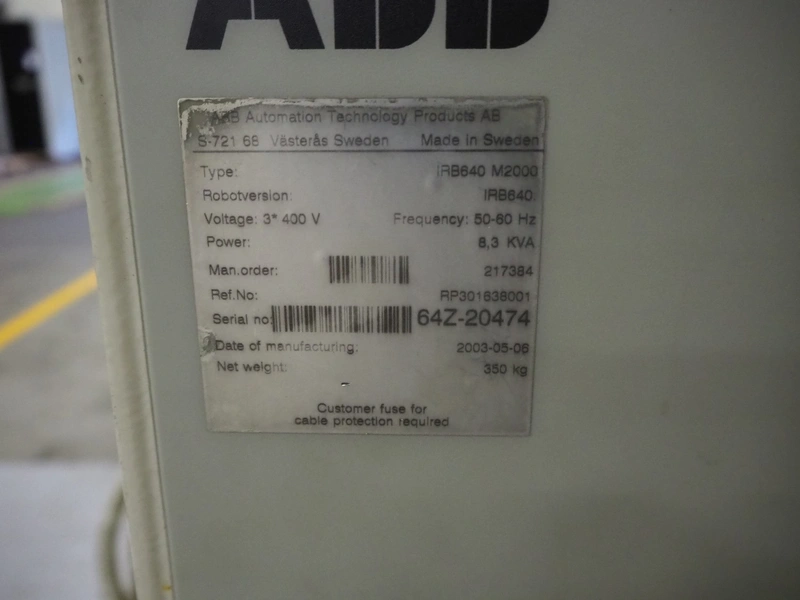 ABB
ABB Automation Technology Products AB
S-721 68 Västerås Sweden Made in Sweden
Type: IRB640 M2000
Robotversion: IRB640
Voltage: 3* 400 V Frequency: 50-60 Hz
Power: 8,3 KVA
Man.order: 217384
Ref.No: RP301638001
Serial no: 64Z-20474
Date of manufacturing: 2003-05-06
Net weight: 350 kg
Customer fuse for
cable protection required